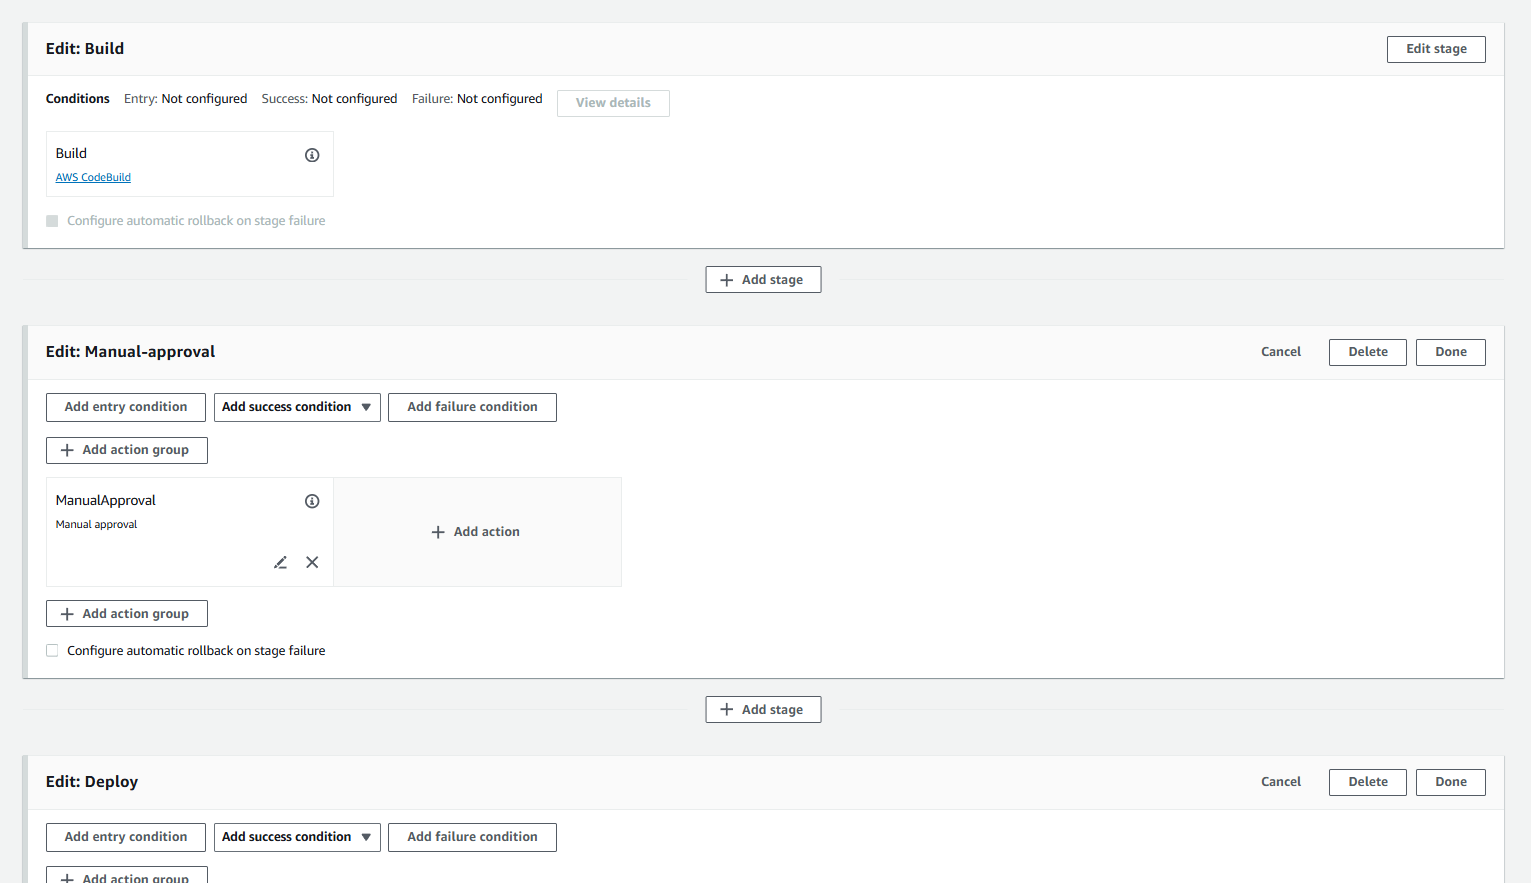 Edit: Build
Edit stage
Conditions Entry: Not configured Success: Not configured Failure: Not configured View details
Build
AWS CodeBuild
Configure automatic rollback on stage failure
Add stage
Edit: Manual-approval
Cancel Delete Done
Add entry condition Add success condition Add failure condition
Add action group
ManualApproval
Manual approval
Add action
Add action group
Configure automatic rollback on stage failure
Add stage
Edit: Deploy
Cancel Delete Done
Add entry condition Add success condition Add failure condition
Add action group